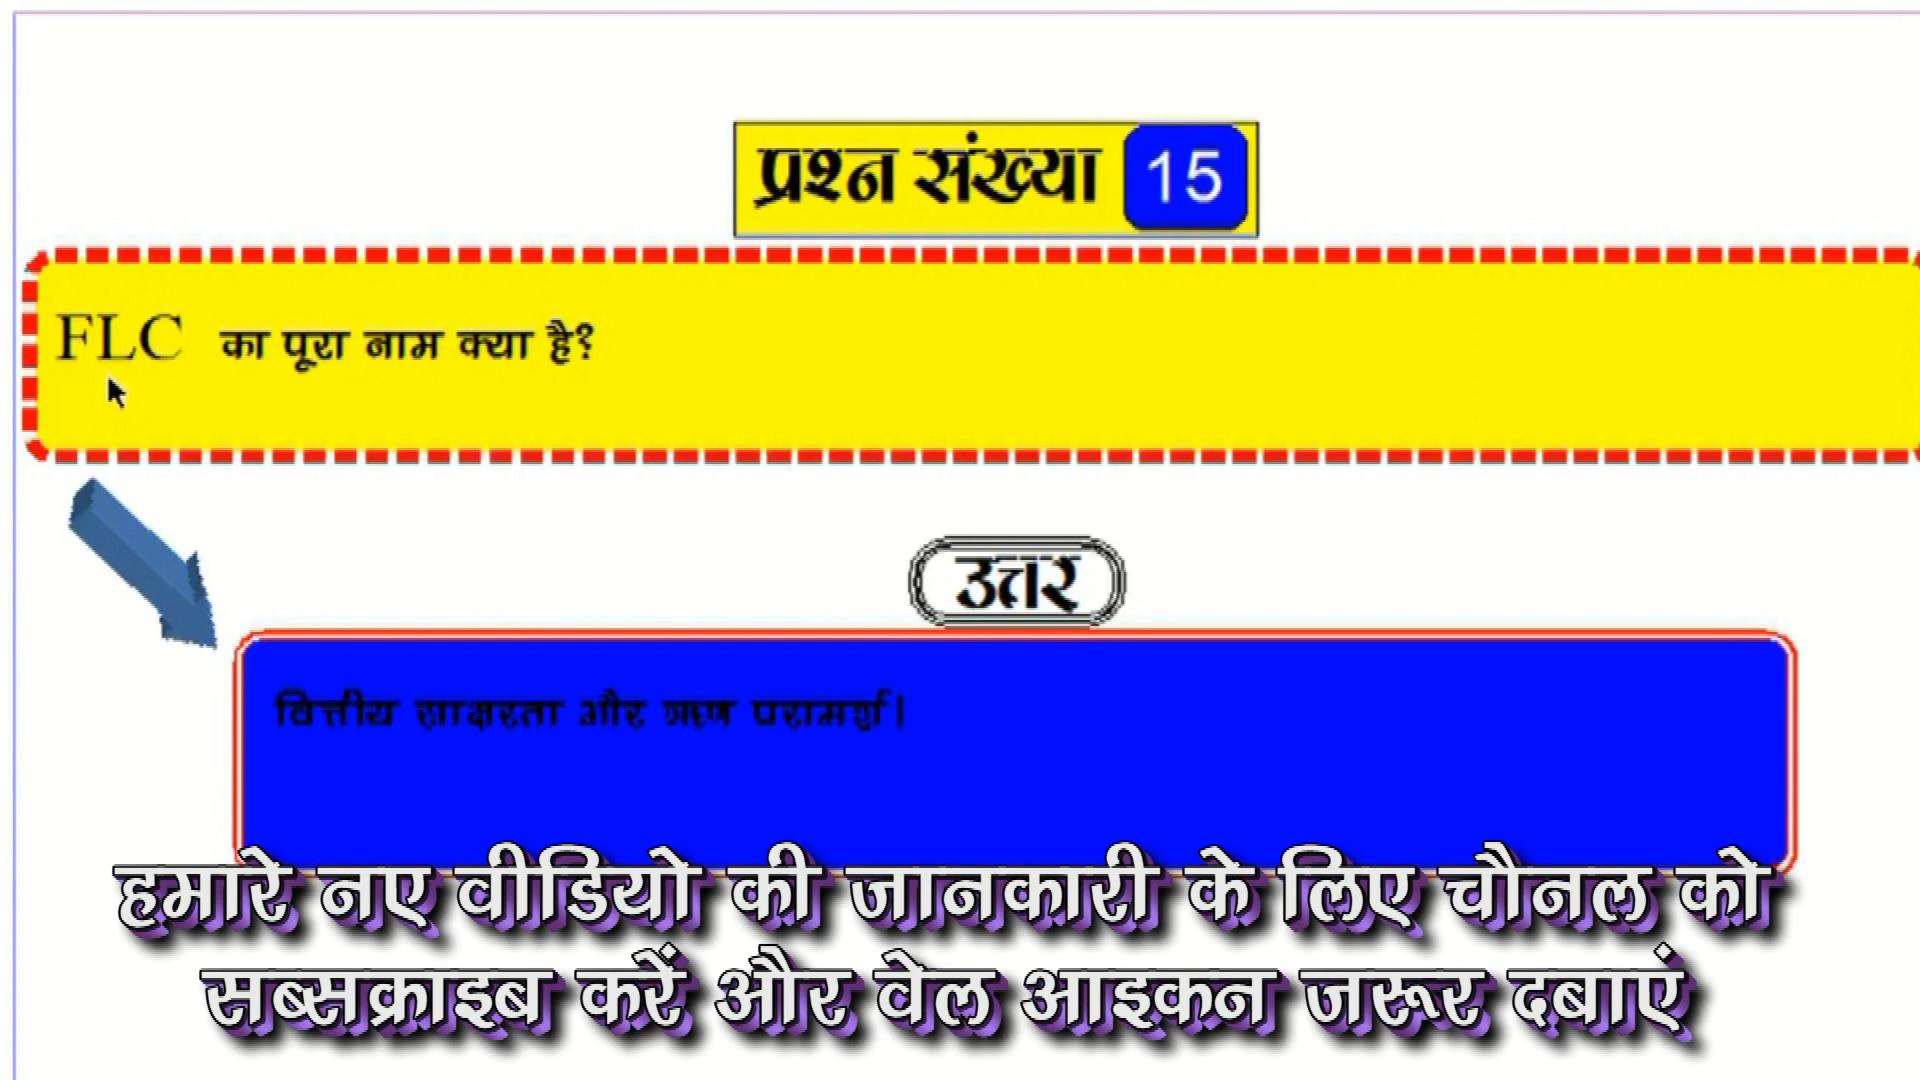 प्रश्न संख्या 15
FLC का पूरा नाम क्या है?
उत्तर
वित्तीय साक्षरता और ऋण परामर्श।
हमारे नए वीडियो की जानकारी के लिए चौनल को
सब्सक्राइब करें और वेल आइकन जरूर दबाएं